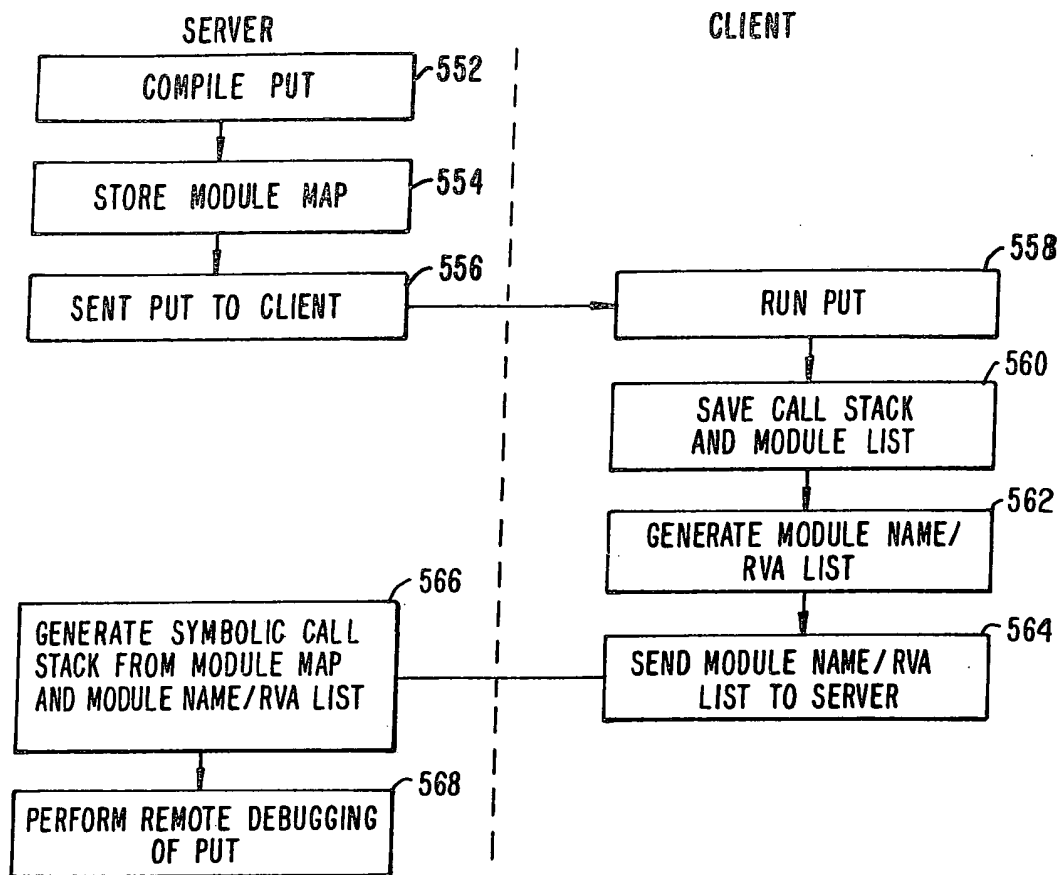 SERVER
CLIENT
COMPILE PUT
552
STORE MODULE MAP
554
SENT PUT TO CLIENT
556
RUN PUT
558
SAVE CALL STACK
AND MODULE LIST
560
GENERATE MODULE NAME/
RVA LIST
562
SEND MODULE NAME/RVA
LIST TO SERVER
564
GENERATE SYMBOLIC CALL
STACK FROM MODULE MAP
AND MODULE NAME/RVA LIST
566
PERFORM REMOTE DEBUGGING
OF PUT
568